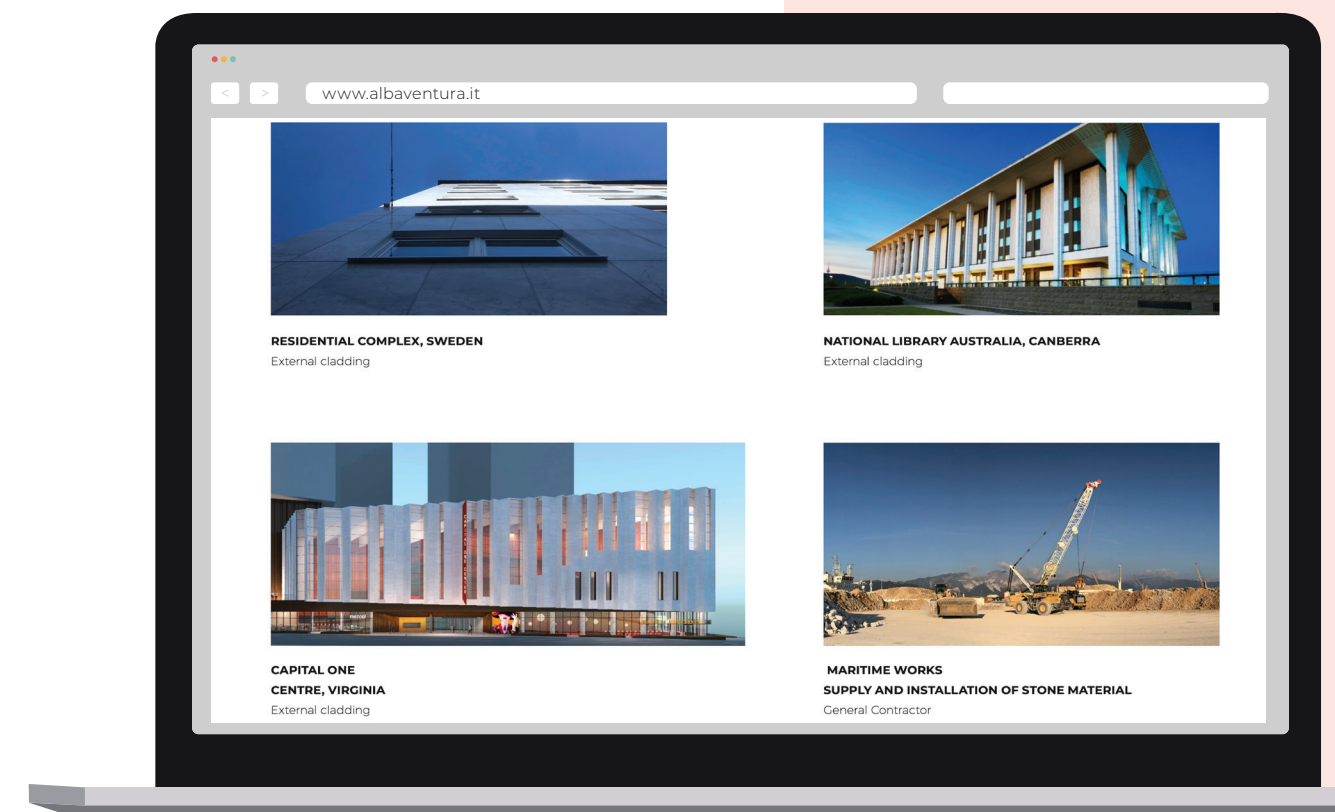 < > www.albaventura.it
RESIDENTIAL COMPLEX, SWEDEN
External cladding
NATIONAL LIBRARY AUSTRALIA, CANBERRA
External cladding
CAPITAL ONE
CENTRE, VIRGINIA
External cladding
MARITIME WORKS
SUPPLY AND INSTALLATION OF STONE MATERIAL
General Contractor